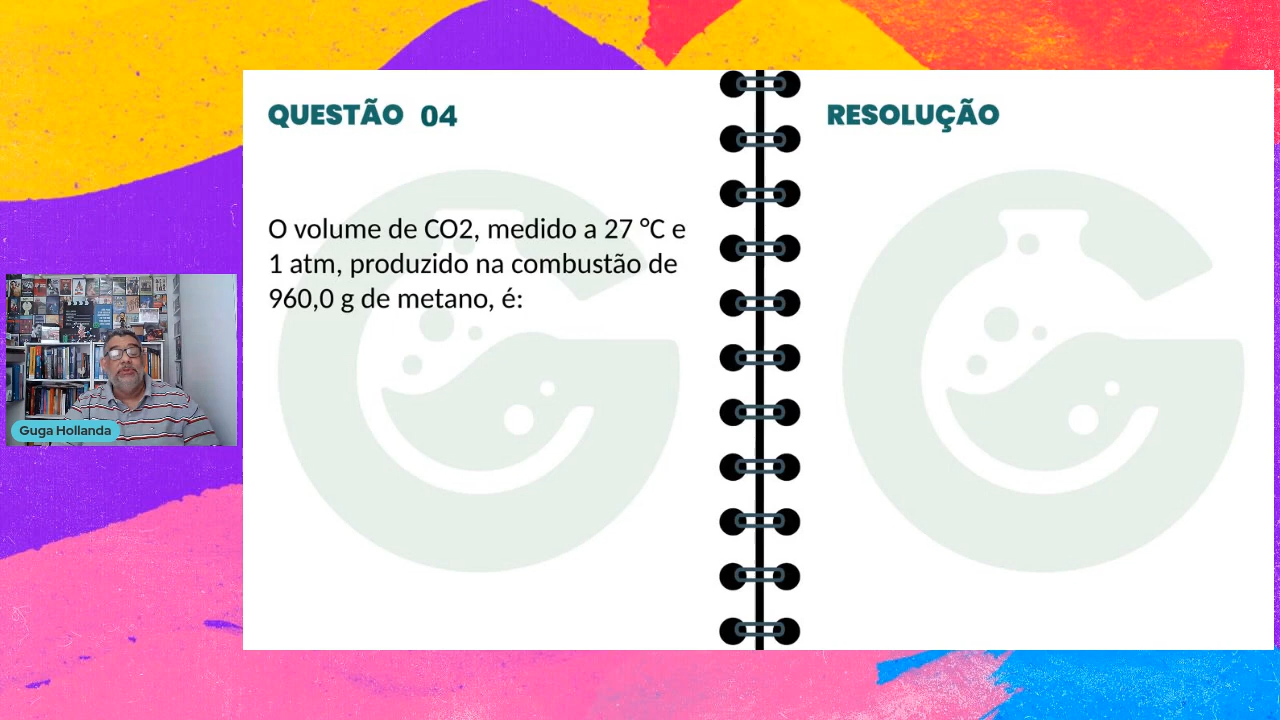 QUESTÃO 04
O volume de CO2, medido a 27 °C e
1 atm, produzido na combustão de
960,0 g de metano, é:
RESOLUÇÃO
Guga Hollanda